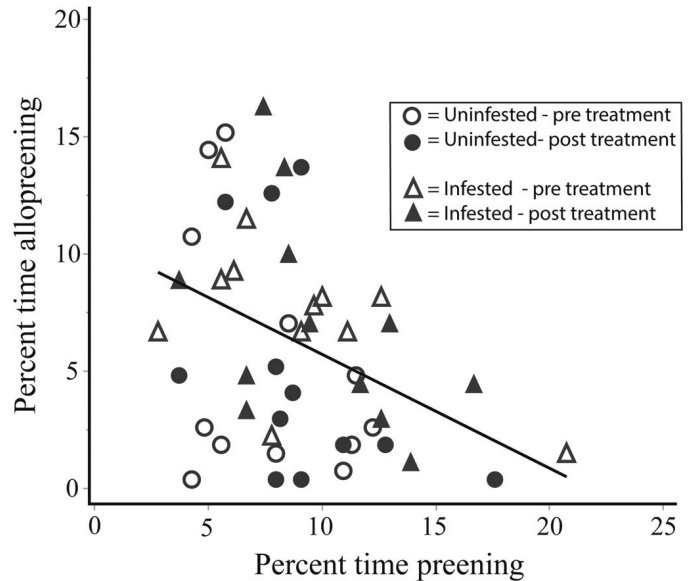 20
15
10
5
0
Percent time allopreening
= Uninfested - pre treatment
= Uninfested- post treatment
= Infested - pre treatment
= Infested - post treatment
0 5 10 15 20 25
Percent time preening